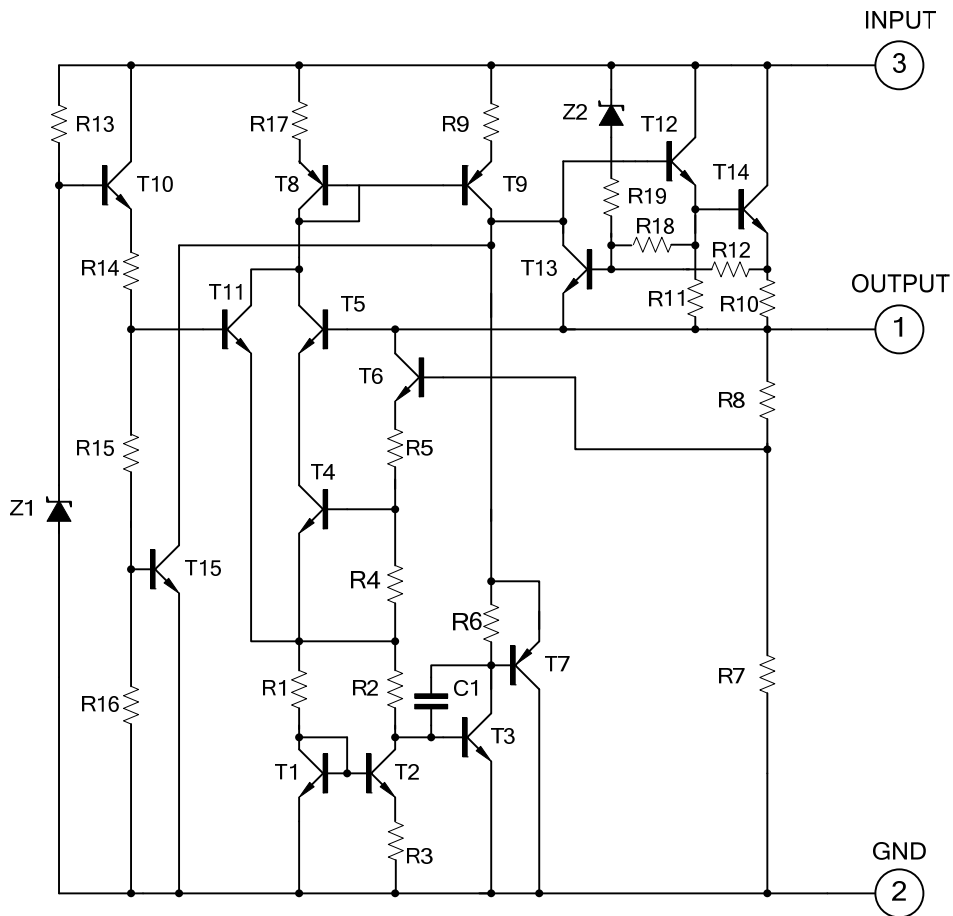 INPUT
3
R13
R17
R9
Z2
T12
T10
T8
T9
T14
R19
R18
R12
R14
T13
T11
T5
R11
R10
OUTPUT
1
T6
R8
R15
R5
T4
Z1
T15
R4
R6
T7
R16
R1
R2
C1
R7
T3
T1
T2
R3
GND
2